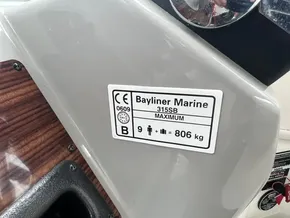 CE Bayliner Marine
0609 315SB
MAXIMUM
B 9 + = 806 kg